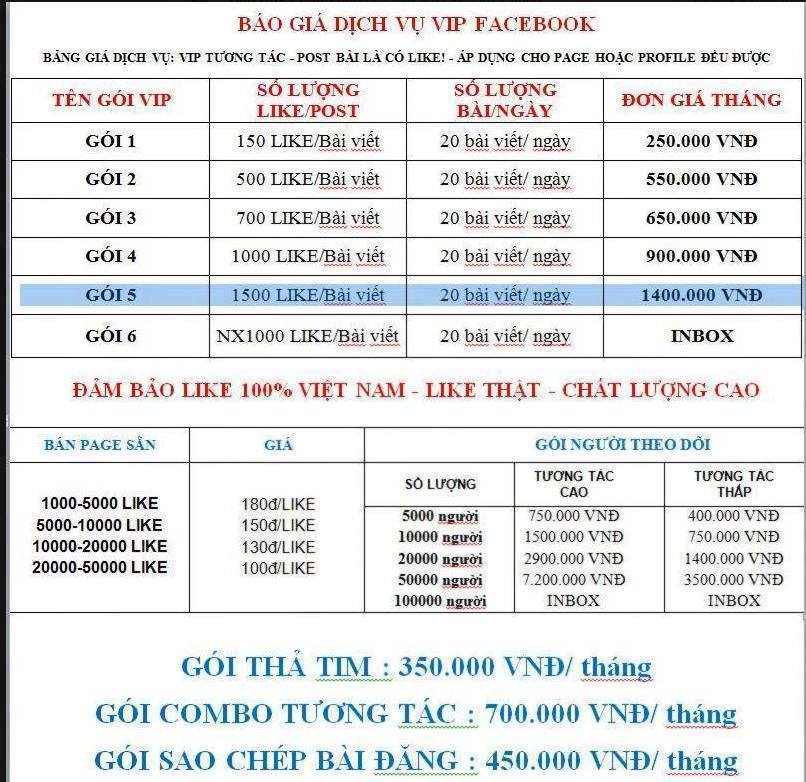 BÁO GIÁ DỊCH VỤ VIP FACEBOOK
BẢNG GIÁ DỊCH VỤ: VIP TƯƠNG TÁC - POST BÀI LÀ CÓ LIKE! - ÁP DỤNG CHO PAGE HOẶC PROFILE ĐỀU ĐƯỢC
TÊN GÓI VIP SỐ LƯỢNG LIKE/POST SỐ LƯỢNG BÀI/NGÀY ĐƠN GIÁ THÁNG
GÓI 1 150 LIKE/Bài viết 20 bài viết/ ngày 250.000 VNĐ
GÓI 2 500 LIKE/Bài viết 20 bài viết/ ngày 550.000 VNĐ
GÓI 3 700 LIKE/Bài viết 20 bài viết/ ngày 650.000 VNĐ
GÓI 4 1000 LIKE/Bài viết 20 bài viết/ ngày 900.000 VNĐ
GÓI 5 1500 LIKE/Bài viết 20 bài viết/ ngày 1400.000 VNĐ
GÓI 6 NX1000 LIKE/Bài viết 20 bài viết/ ngày INBOX
ĐẢM BẢO LIKE 100% VIỆT NAM - LIKE THẬT - CHẤT LƯỢNG CAO
BÁN PAGE SẴN GIÁ GÓI NGƯỜI THEO DÕI
SỐ LƯỢNG TƯƠNG TÁC CAO TƯƠNG TÁC THẤP
1000-5000 LIKE 180đ/LIKE 5000 người 750.000 VNĐ 400.000 VNĐ
5000-10000 LIKE 150đ/LIKE 10000 người 1500.000 VNĐ 750.000 VNĐ
10000-20000 LIKE 130đ/LIKE 20000 người 2900.000 VNĐ 1400.000 VNĐ
20000-50000 LIKE 100đ/LIKE 50000 người 7.200.000 VNĐ 3500.000 VNĐ
100000 người INBOX INBOX
GÓI THẢ TIM : 350.000 VNĐ/ tháng
GÓI COMBO TƯƠNG TÁC : 700.000 VNĐ/ tháng
GÓI SAO CHÉP BÀI ĐĂNG : 450.000 VNĐ/ tháng